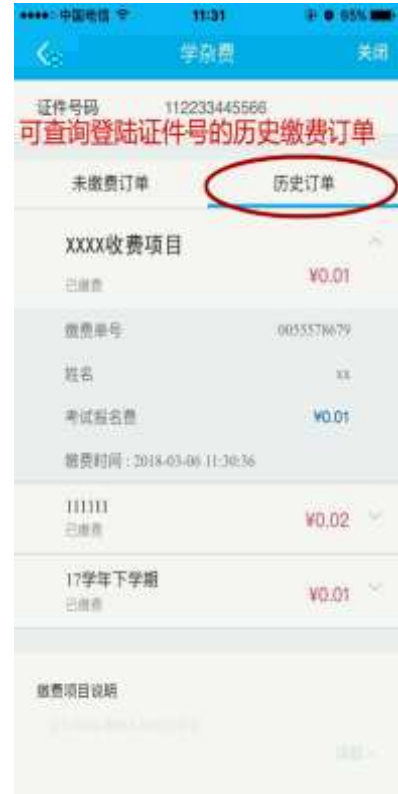 中国电信 11:31 95%
学杂费 关闭
证件号码 112233445566
可查询登陆证件号的历史缴费订单
未缴费订单 历史订单
XXXX收费项目
已缴费 ¥0.01
缴费单号 0055578679
姓名 xx
考试报名费 ¥0.01
缴费时间：2018-03-06 11:30:36
111111
已缴费 ¥0.02
17学年下学期
已缴费 ¥0.01
缴费项目说明